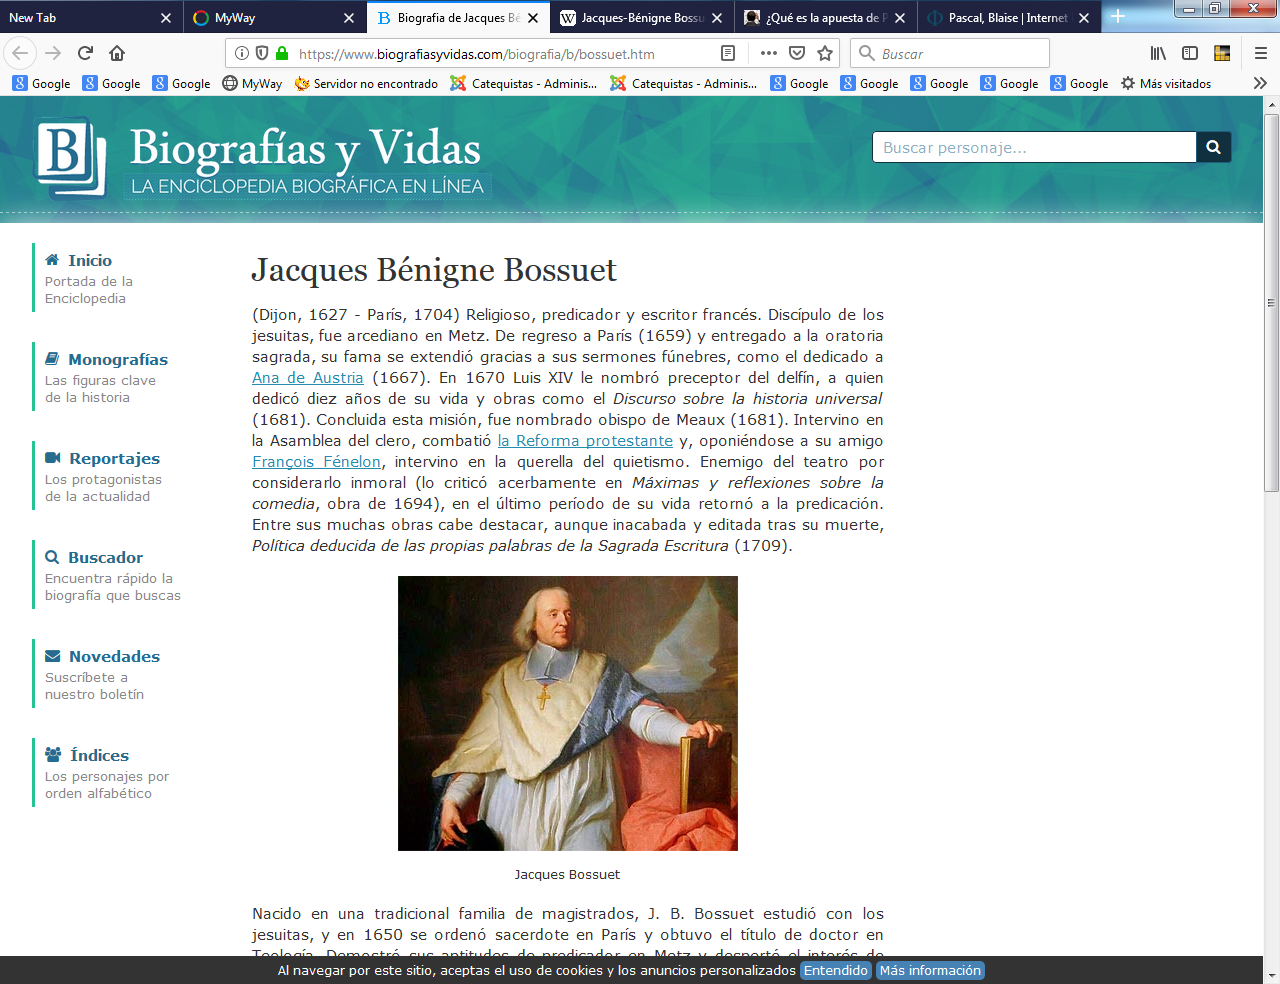 New Tab
MyWay
Biografia de Jacques Bé
Jacques-Bénigne Bossu
¿Qué es la apuesta de P
Pascal, Blaise | Internet
https://www.biografiasyvidas.com/biografia/b/bossuet.htm
Buscar
Google
Google
Google
MyWay
Servidor no encontrado
Catequistas - Adminis...
Catequistas - Adminis...
Google
Google
Google
Google
Google
Más visitados
B
Biografías y Vidas
LA ENCICLOPEDIA BIOGRÁFICA EN LÍNEA
Buscar personaje...
Inicio
Portada de la
Enciclopedia
Monografías
Las figuras clave
de la historia
Reportajes
Los protagonistas
de la actualidad
Buscador
Encuentra rápido la
biografía que buscas
Novedades
Suscríbete a
nuestro boletín
Índices
Los personajes por
orden alfabético
Jacques Bénigne Bossuet
(Dijon, 1627 - París, 1704) Religioso, predicador y escritor francés. Discípulo de los
jesuitas, fue arcediano en Metz. De regreso a París (1659) y entregado a la oratoria
sagrada, su fama se extendió gracias a sus sermones fúnebres, como el dedicado a
Ana de Austria (1667). En 1670 Luis XIV le nombró preceptor del delfín, a quien
dedicó diez años de su vida y obras como el Discurso sobre la historia universal
(1681). Concluida esta misión, fue nombrado obispo de Meaux (1681). Intervino en
la Asamblea del clero, combatió la Reforma protestante y, oponiéndose a su amigo
François Fénelon, intervino en la querella del quietismo. Enemigo del teatro por
considerarlo inmoral (lo criticó acerbamente en Máximas y reflexiones sobre la
comedia, obra de 1694), en el último período de su vida retornó a la predicación.
Entre sus muchas obras cabe destacar, aunque inacabada y editada tras su muerte,
Política deducida de las propias palabras de la Sagrada Escritura (1709).
Jacques Bossuet
Nacido en una tradicional familia de magistrados, J. B. Bossuet estudió con los
jesuitas, y en 1650 se ordenó sacerdote en París y obtuvo el título de doctor en
Teología. Demostró sus aptitudes de predicador en Metz y despertó el interés de
Al navegar por este sitio, aceptas el uso de cookies y los anuncios personalizados Entendido Más información